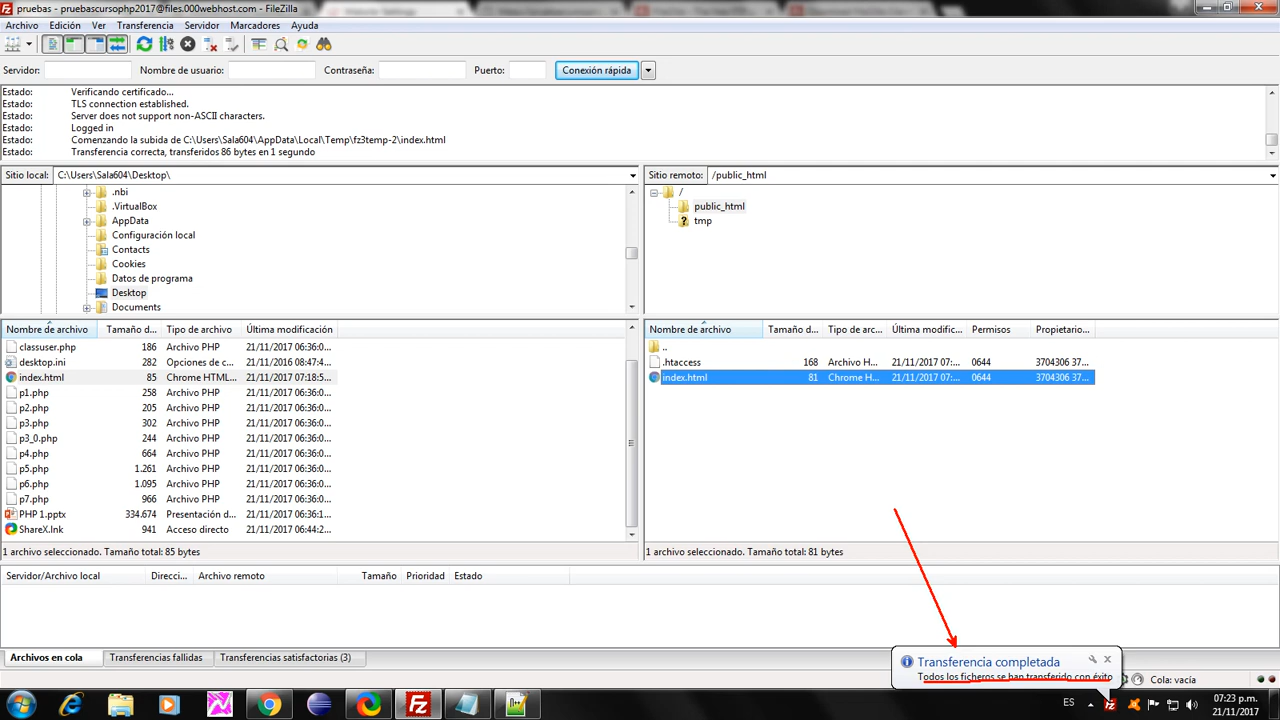 pruebas - pruebascursophp2017@files.000webhost.com - FileZilla
Archivo Edición Ver Transferencia Servidor Marcadores Ayuda
Servidor: Nombre de usuario: Contraseña: Puerto: Conexión rápida
Estado: Verificando certificado...
Estado: TLS connection established.
Estado: Server does not support non-ASCII characters.
Estado: Logged in
Estado: Comenzando la subida de C:\Users\Sala604\AppData\Local\Temp\fz3temp-2\index.html
Estado: Transferencia correcta, transferidos 86 bytes en 1 segundo
Sitio local: C:\Users\Sala604\Desktop\
.nbi
.VirtualBox
AppData
Configuración local
Contacts
Cookies
Datos de programa
Desktop
Documents
Sitio remoto: /public_html
/
public_html
tmp
Nombre de archivo Tamaño d... Tipo de archivo Última modificación
classuser.php 186 Archivo PHP 21/11/2017 06:36:0...
desktop.ini 282 Opciones de c... 21/11/2016 08:47:4...
index.html 85 Chrome HTML... 21/11/2017 07:18:5...
p1.php 258 Archivo PHP 21/11/2017 06:36:0...
p2.php 205 Archivo PHP 21/11/2017 06:36:0...
p3.php 302 Archivo PHP 21/11/2017 06:36:0...
p3_0.php 244 Archivo PHP 21/11/2017 06:36:0...
p4.php 664 Archivo PHP 21/11/2017 06:36:0...
p5.php 1.261 Archivo PHP 21/11/2017 06:36:0...
p6.php 1.095 Archivo PHP 21/11/2017 06:36:0...
p7.php 966 Archivo PHP 21/11/2017 06:36:0...
PHP 1.pptx 334.674 Presentación d... 21/11/2017 06:36:1...
ShareX.lnk 941 Acceso directo 21/11/2017 06:44:2...
1 archivo seleccionado. Tamaño total: 85 bytes
Nombre de archivo Tamaño d... Tipo de arc... Última modific... Permisos Propietario...
..
.htaccess 168 Archivo H... 21/11/2017 07:... 0644 3704306 37...
index.html 81 Chrome H... 21/11/2017 07:... 0644 3704306 37...
1 archivo seleccionado. Tamaño total: 81 bytes
Servidor/Archivo local Direcci... Archivo remoto Tamaño Prioridad Estado
Archivos en cola Transferencias fallidas Transferencias satisfactorias (3)
Transferencia completada
Todos los ficheros se han transferido con éxito
Cola: vacía
ES
07:23 p.m.
21/11/2017